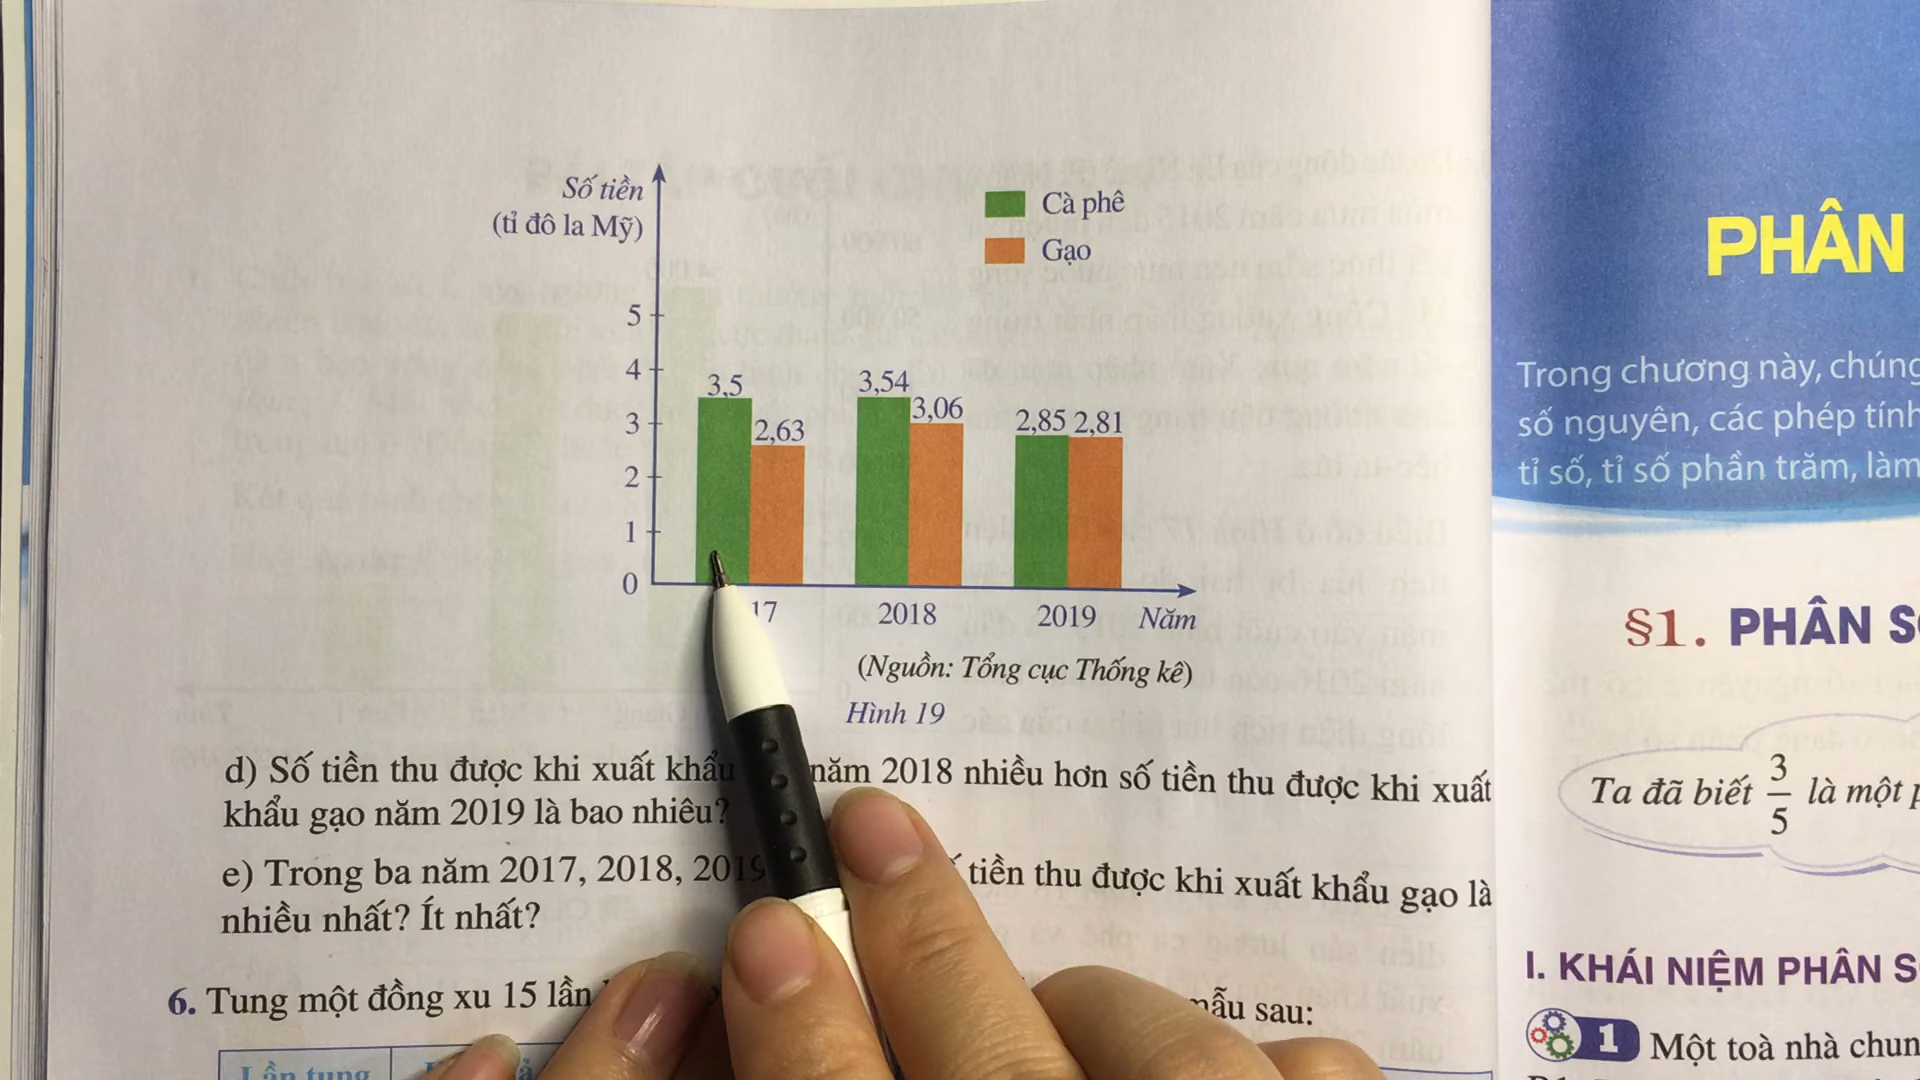 Số tiền
(tỉ đô la Mỹ)
Cà phê
Gạo
5
4
3
2
1
0
3,5
2,63
3,54
3,06
2,85 2,81
17 2018 2019 Năm
(Nguồn: Tổng cục Thống kê)
Hình 19
d) Số tiền thu được khi xuất khẩu năm 2018 nhiều hơn số tiền thu được khi xuất
khẩu gạo năm 2019 là bao nhiêu?
e) Trong ba năm 2017, 2018, 2019 tiền thu được khi xuất khẩu gạo là
nhiều nhất? Ít nhất?
6. Tung một đồng xu 15 lần mẫu sau:
Lần tung
PHÂN
Trong chương này, chúng
số nguyên, các phép tính
tỉ số, tỉ số phần trăm, làm
§1. PHÂN S
Ta đã biết 3/5 là một
I. KHÁI NIỆM PHÂN S
1 Một toà nhà chun